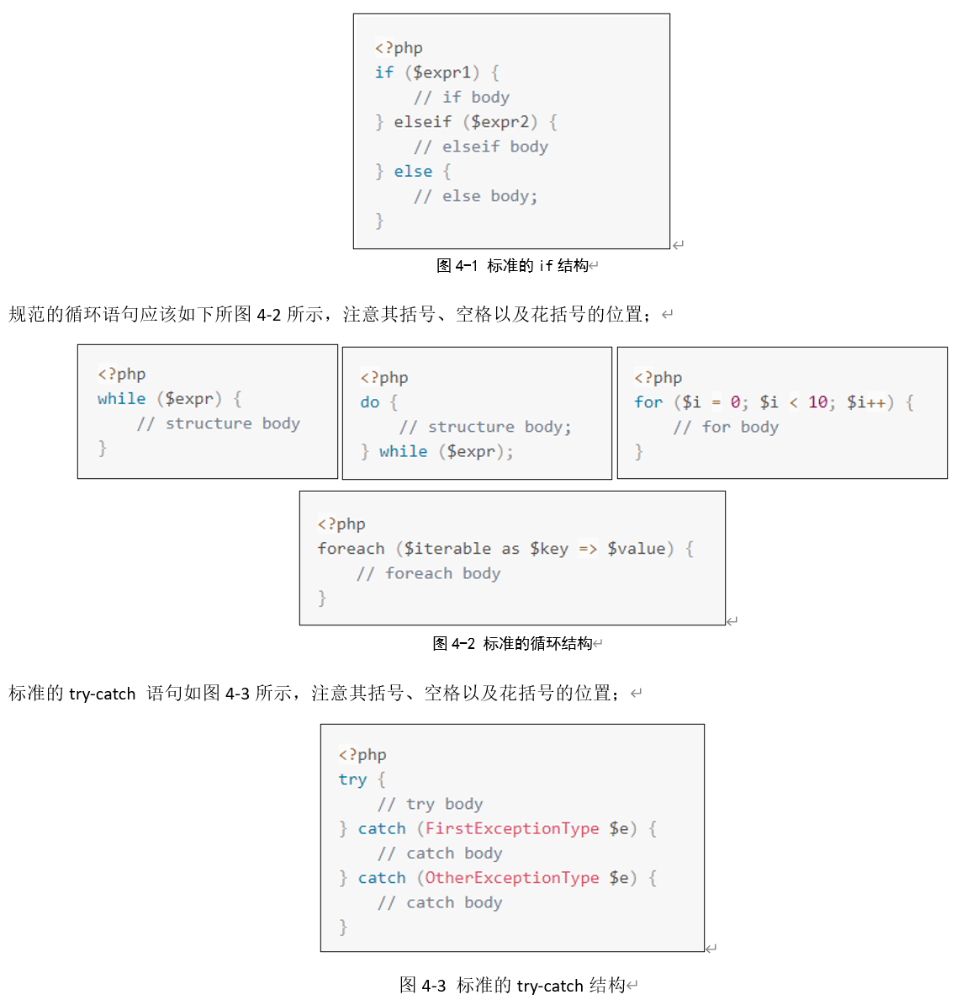 <?php
if ($expr1) {
    // if body
} elseif ($expr2) {
    // elseif body
} else {
    // else body;
}
图 4-1 标准的 if 结构
规范的循环语句应该如下所图 4-2 所示，注意其括号、空格以及花括号的位置；
<?php
while ($expr) {
    // structure body
}
<?php
do {
    // structure body;
} while ($expr);
<?php
for ($i = 0; $i < 10; $i++) {
    // for body
}
<?php
foreach ($iterable as $key => $value) {
    // foreach body
}
图 4-2 标准的循环结构
标准的 try-catch 语句如图 4-3 所示，注意其括号、空格以及花括号的位置；
<?php
try {
    // try body
} catch (FirstExceptionType $e) {
    // catch body
} catch (OtherExceptionType $e) {
    // catch body
}
图 4-3 标准的 try-catch 结构